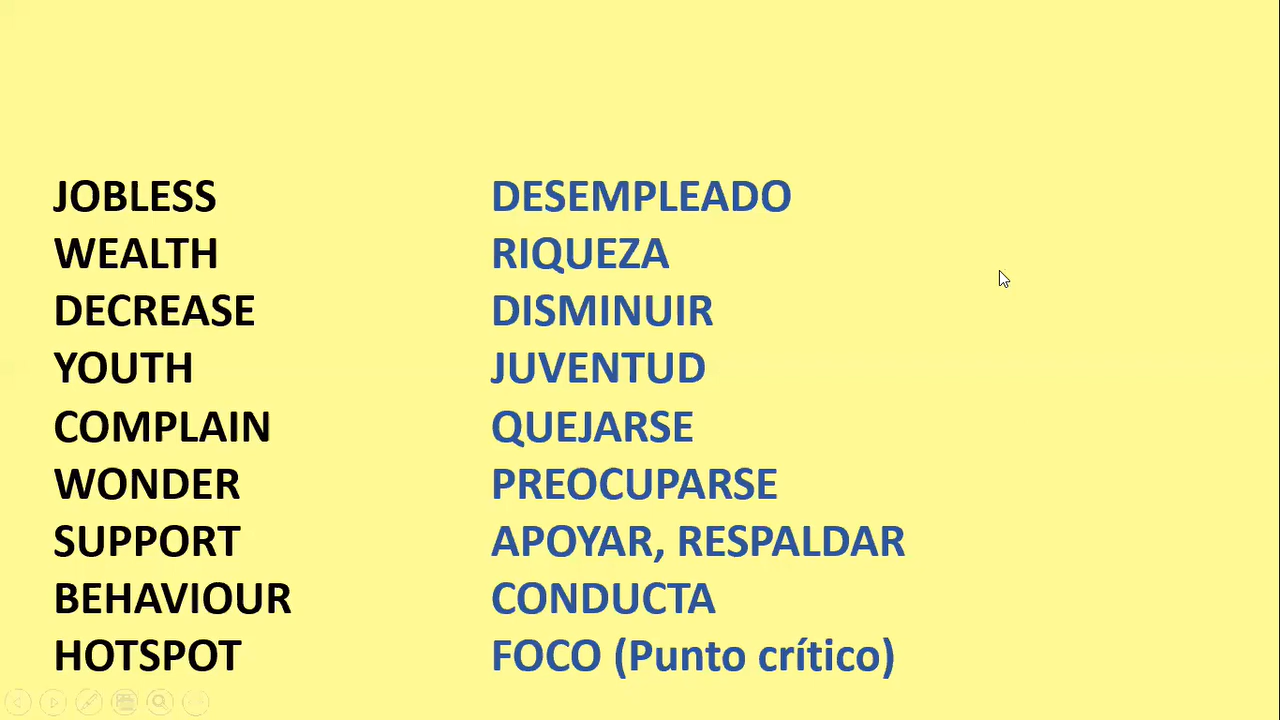 JOBLESS DESEMPLEADO
WEALTH RIQUEZA
DECREASE DISMINUIR
YOUTH JUVENTUD
COMPLAIN QUEJARSE
WONDER PREOCUPARSE
SUPPORT APOYAR, RESPALDAR
BEHAVIOUR CONDUCTA
HOTSPOT FOCO (Punto crítico)